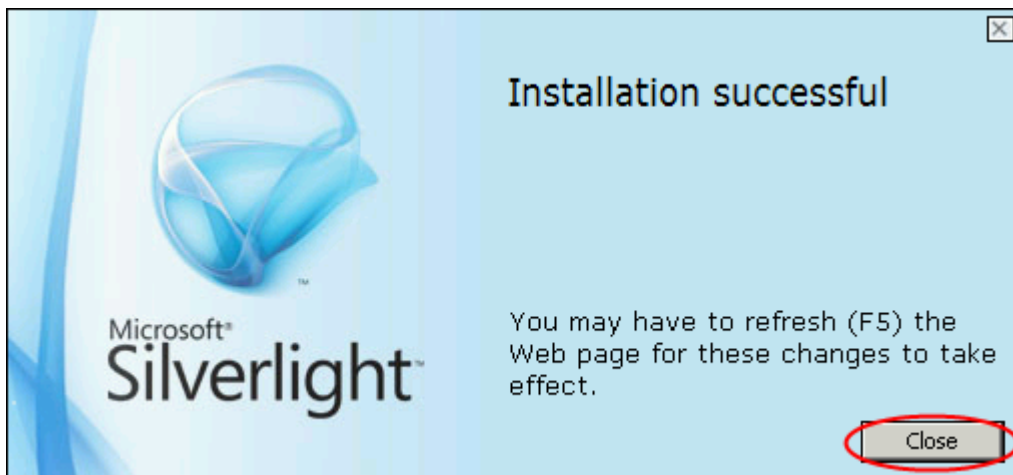 Installation successful
™
Microsoft®
Silverlight™
You may have to refresh (F5) the
Web page for these changes to take
effect.
Close